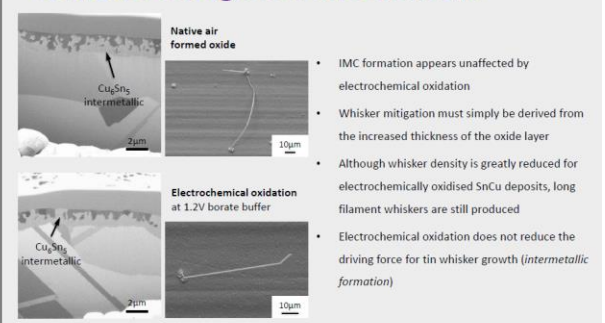 Native air
formed oxide
Cu6Sn5
intermetallic
2μm
10μm
Electrochemical oxidation
at 1.2V borate buffer
Cu6Sn5
intermetallic
2μm
10μm
• IMC formation appears unaffected by
electrochemical oxidation
• Whisker mitigation must simply be derived from
the increased thickness of the oxide layer
• Although whisker density is greatly reduced for
electrochemically oxidised SnCu deposits, long
filament whiskers are still produced
• Electrochemical oxidation does not reduce the
driving force for tin whisker growth (intermetallic
formation)